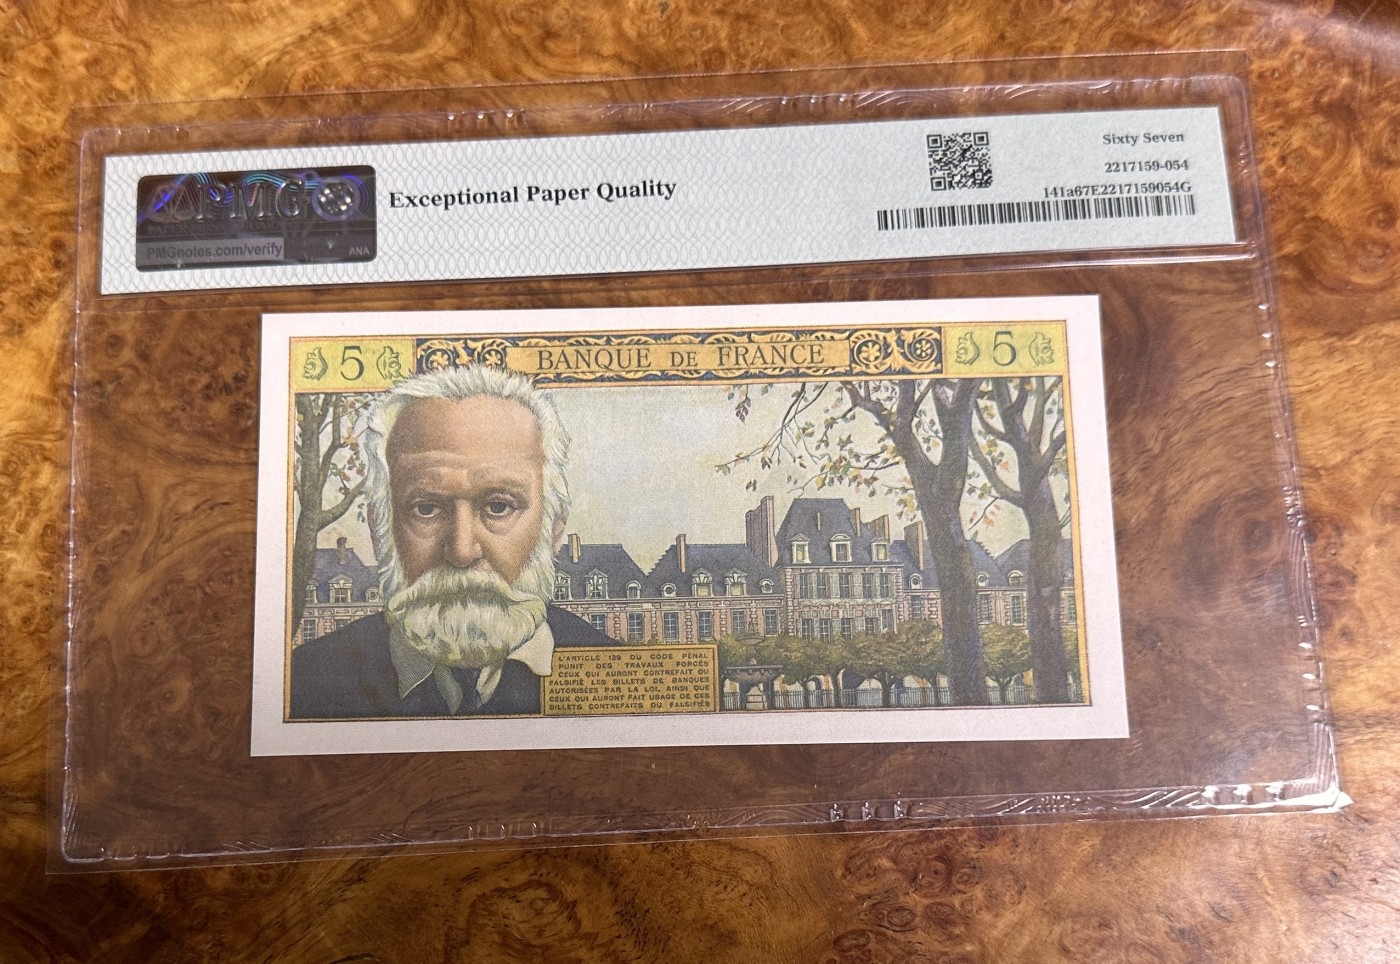 PMG
PMGnotes.com/verify
ANA
Exceptional Paper Quality
Sixty Seven
2217159-054
141a67E2217159054G
5
BANQUE DE FRANCE
5
L'ARTICLE 139 DU CODE PÉNAL
PUNIT DES TRAVAUX FORCÉS
CEUX QUI AURONT CONTREFAIT OU
FALSIFIÉ LES BILLETS DE BANQUES
AUTORISÉES PAR LA LOI, AINSI QUE
CEUX QUI AURONT FAIT USAGE DE CES
BILLETS CONTREFAITS OU FALSIFIÉS